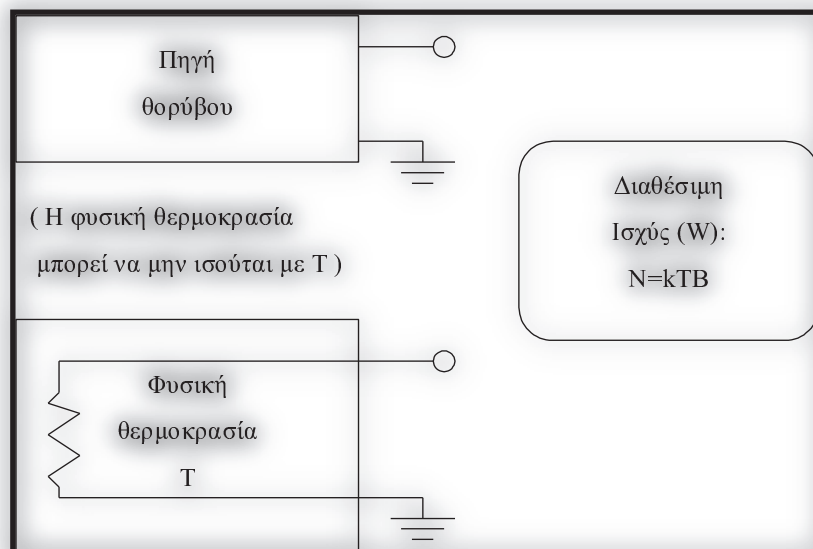 Πηγή
θορύβου
( Η φυσική θερμοκρασία
μπορεί να μην ισούται με Τ )
Διαθέσιμη
Ισχύς (W):
N=kTB
Φυσική
θερμοκρασία
Τ